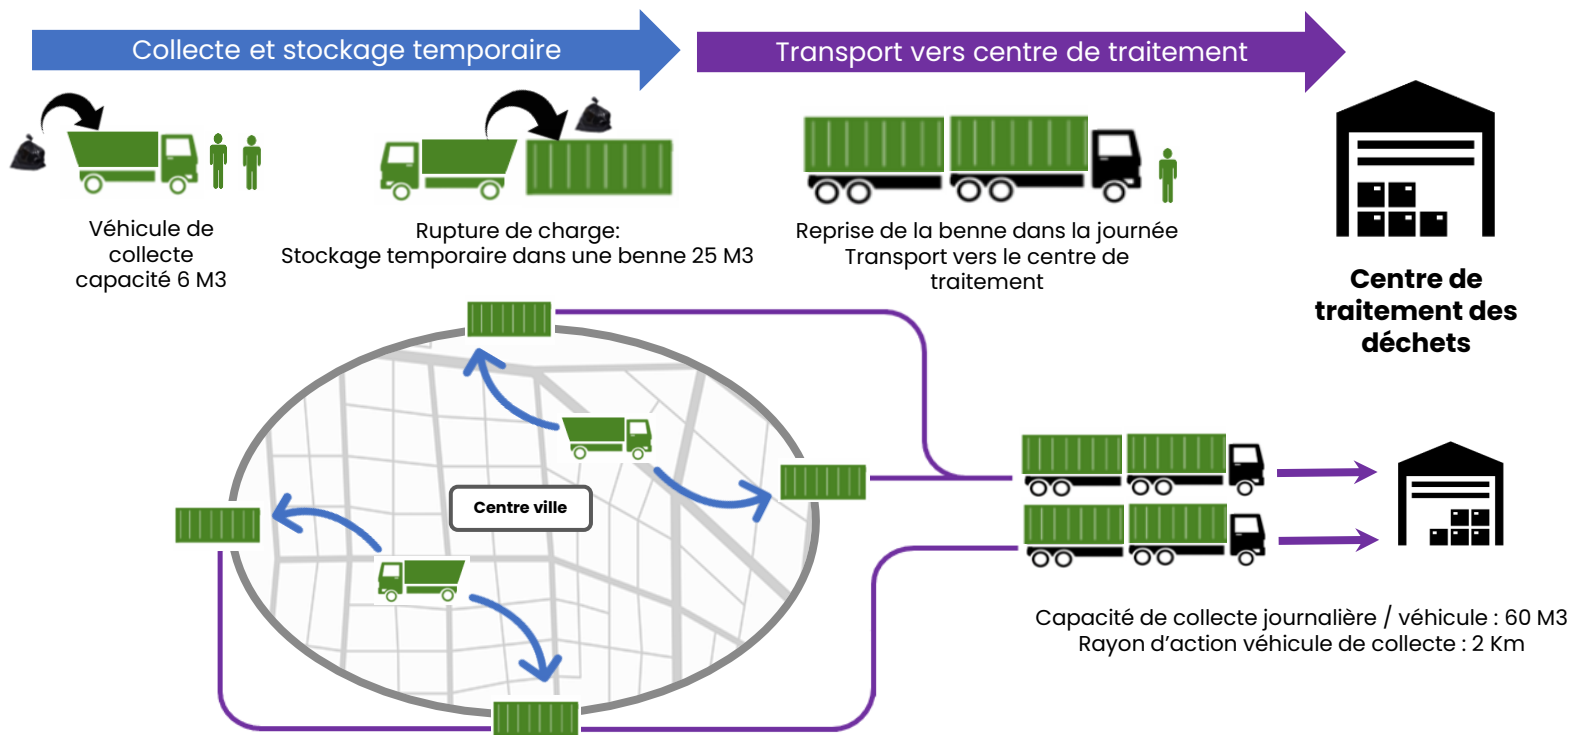 Collecte et stockage temporaire
Transport vers centre de traitement
Véhicule de
collecte
capacité 6 M3
Rupture de charge:
Stockage temporaire dans une benne 25 M3
Reprise de la benne dans la journée
Transport vers le centre de
traitement
Centre de
traitement des
déchets
Centre ville
Capacité de collecte journalière / véhicule : 60 M3
Rayon d’action véhicule de collecte : 2 Km